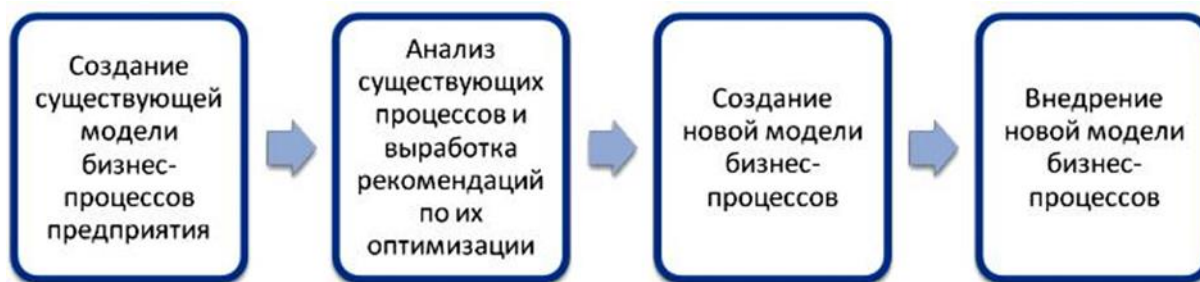 Создание
существующей
модели
бизнес-
процессов
предприятия
Анализ
существующих
процессов и
выработка
рекомендаций
по их
оптимизации
Создание
новой модели
бизнес-
процессов
Внедрение
новой модели
бизнес-
процессов